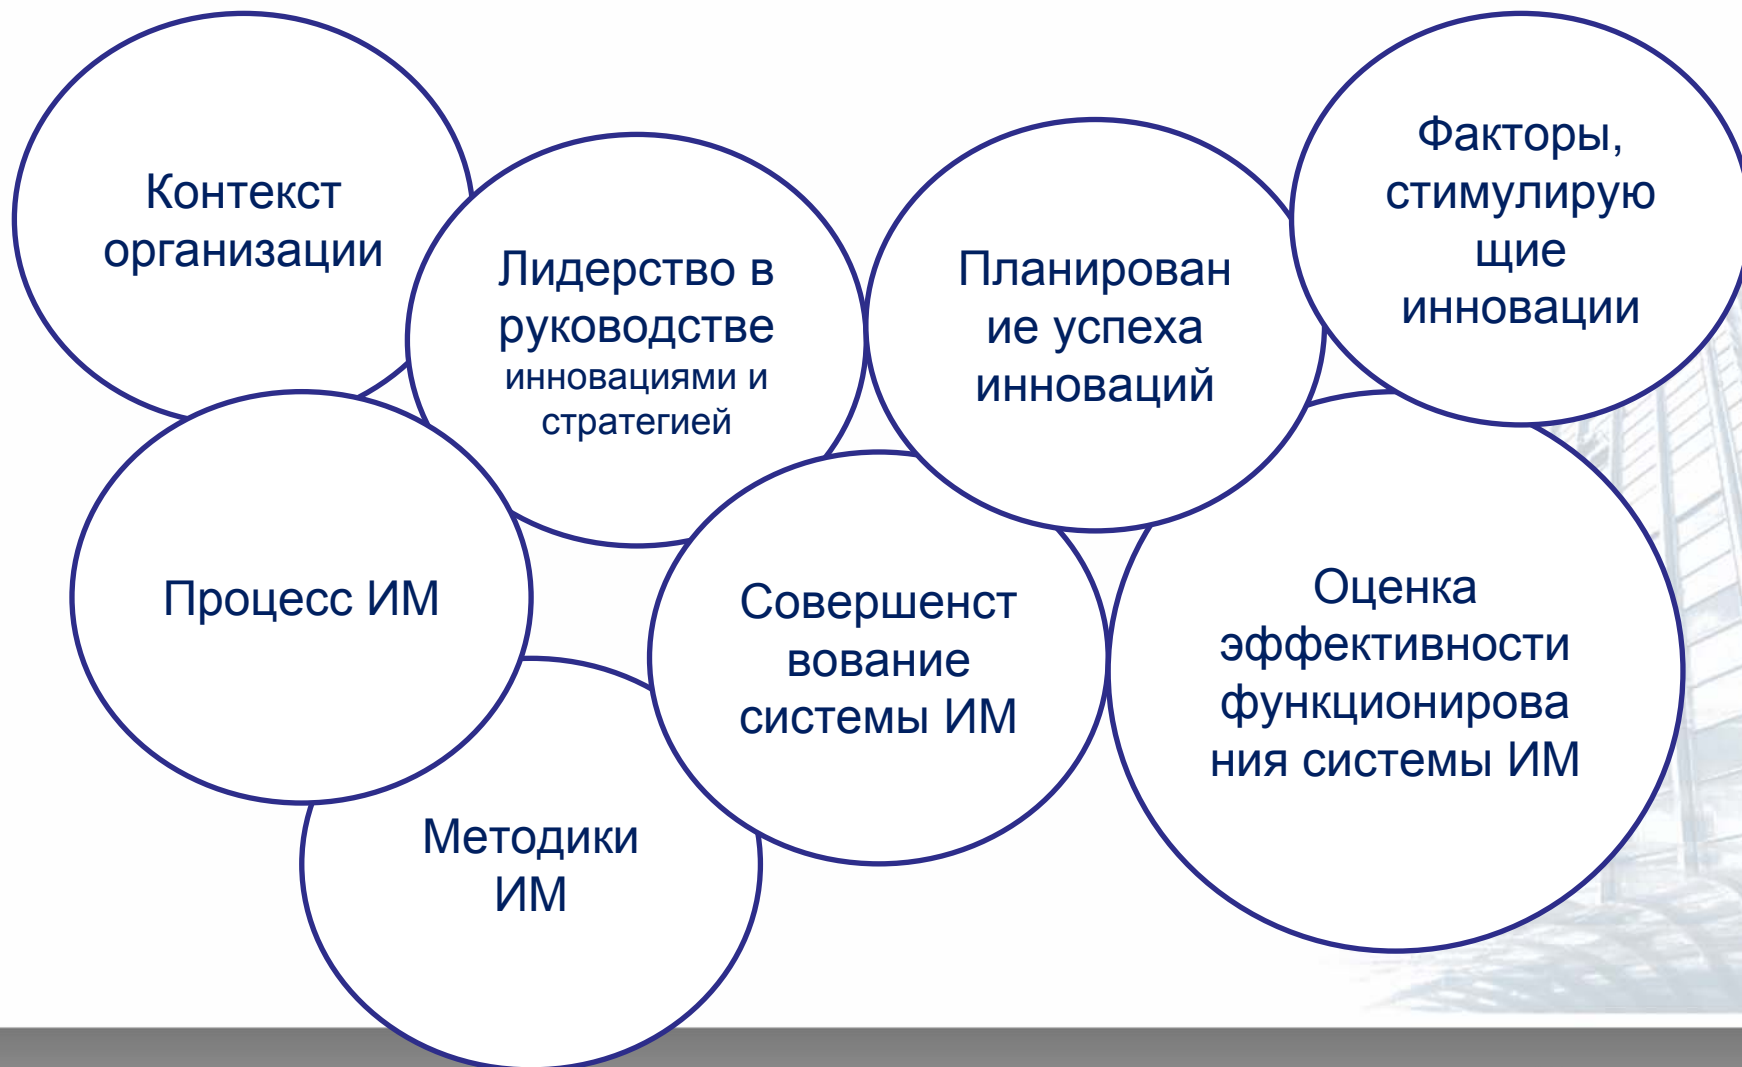 Контекст
организации
Лидерство в
руководстве
инновациями и
стратегией
Планирован
ие успеха
инноваций
Факторы,
стимулирую
щие
инновации
Процесс ИМ
Совершенст
вование
системы ИМ
Оценка
эффективности
функционирова
ния системы ИМ
Методики
ИМ